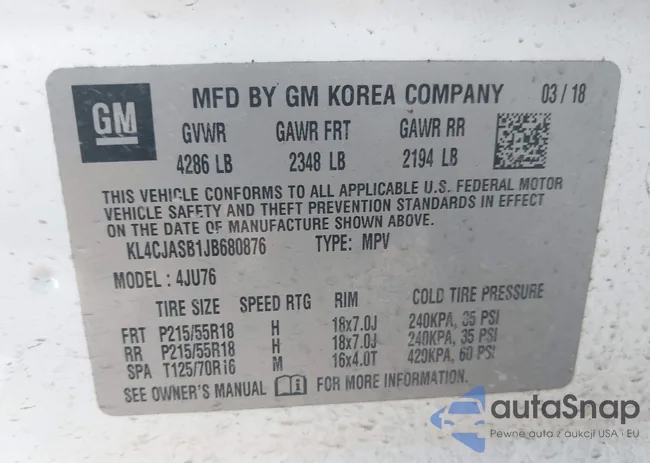 GM
MFD BY GM KOREA COMPANY 03/18
GVWR GAWR FRT GAWR RR
4286 LB 2348 LB 2194 LB
THIS VEHICLE CONFORMS TO ALL APPLICABLE U.S. FEDERAL MOTOR
VEHICLE SAFETY AND THEFT PREVENTION STANDARDS IN EFFECT
ON THE DATE OF MANUFACTURE SHOWN ABOVE.
KL4CJASB1JB680876 TYPE: MPV
MODEL: 4JU76
TIRE SIZE SPEED RTG RIM COLD TIRE PRESSURE
FRT P215/55R18 H 18x7.0J 240KPA, 35 PSI
RR P215/55R18 H 18x7.0J 240KPA, 35 PSI
SPA T125/70R16 M 16x4.0T 420KPA, 60 PSI
SEE OWNER'S MANUAL FOR MORE INFORMATION.
autaSnap
Pewne auta z aukcji USA i EU